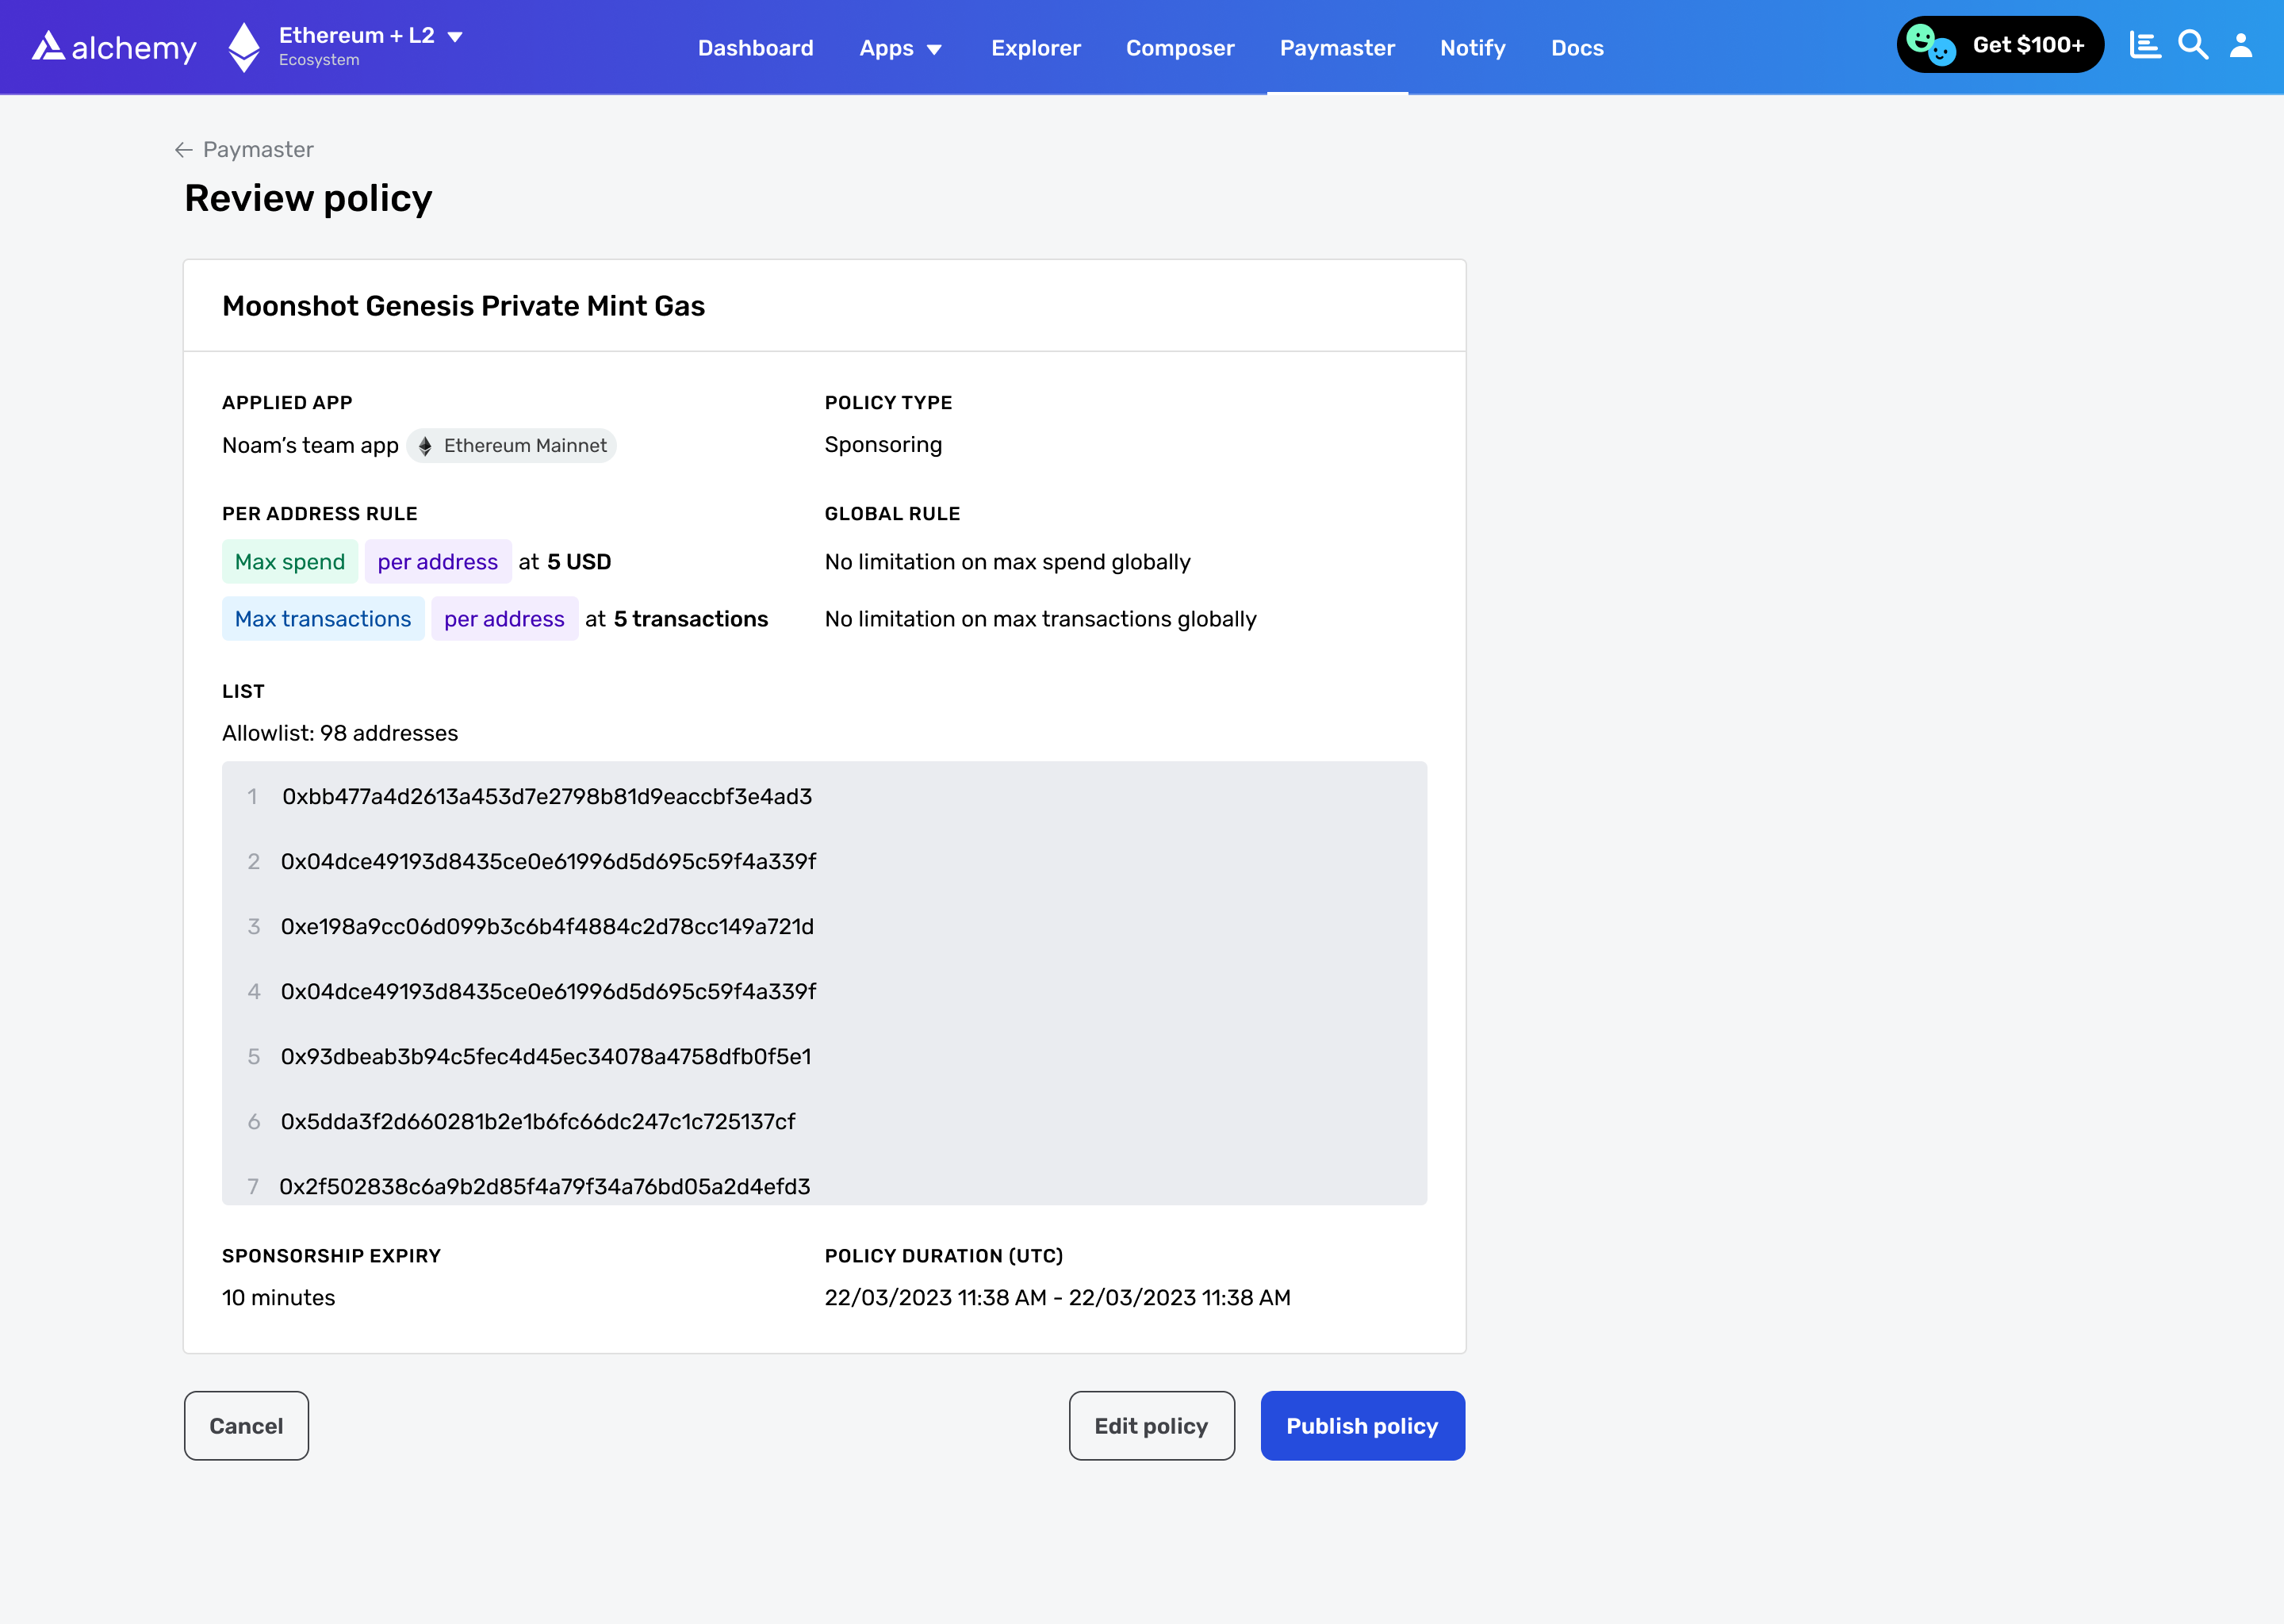 alchemy
Ethereum + L2
Ecosystem
Dashboard Apps Explorer Composer Paymaster Notify Docs
Get $100+
← Paymaster
Review policy
Moonshot Genesis Private Mint Gas
APPLIED APP
Noam’s team app Ethereum Mainnet
POLICY TYPE
Sponsoring
PER ADDRESS RULE
Max spend per address at 5 USD
Max transactions per address at 5 transactions
GLOBAL RULE
No limitation on max spend globally
No limitation on max transactions globally
LIST
Allowlist: 98 addresses
1 0xbb477a4d2613a453d7e2798b81d9eaccbf3e4ad3
2 0x04dce49193d8435ce0e61996d5d695c59f4a339f
3 0xe198a9cc06d099b3c6b4f4884c2d78cc149a721d
4 0x04dce49193d8435ce0e61996d5d695c59f4a339f
5 0x93dbeab3b94c5fec4d45ec34078a4758dfb0f5e1
6 0x5dda3f2d660281b2e1b6fc66dc247c1c725137cf
7 0x2f502838c6a9b2d85f4a79f34a76bd05a2d4efd3
SPONSORSHIP EXPIRY
10 minutes
POLICY DURATION (UTC)
22/03/2023 11:38 AM - 22/03/2023 11:38 AM
Cancel
Edit policy
Publish policy